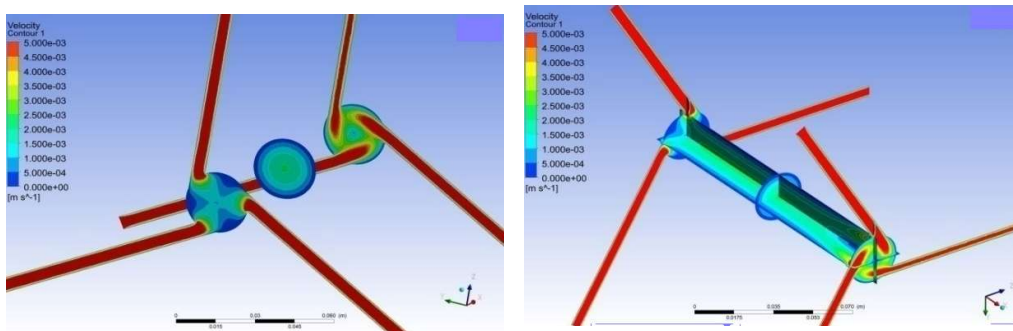 Velocity
Contour 1
5.000e-03
4.500e-03
4.000e-03
3.500e-03
3.000e-03
2.500e-03
2.000e-03
1.500e-03
1.000e-03
5.000e-04
0.000e+00
[m s^-1]
0
0.03
0.060 (m)
0.015
0.045
Z
Y
X
Velocity
Contour 1
5.000e-03
4.500e-03
4.000e-03
3.500e-03
3.000e-03
2.500e-03
2.000e-03
1.500e-03
1.000e-03
5.000e-04
0.000e+00
[m s^-1]
0
0.035
0.070 (m)
0.0175